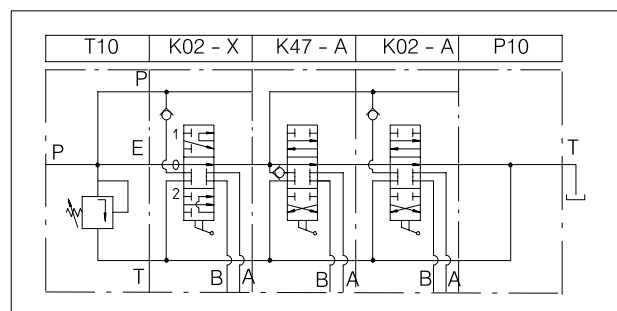 T10 K02 - X K47 - A K02 - A P10
P
1
P E 0 T
2
T B A B A B A